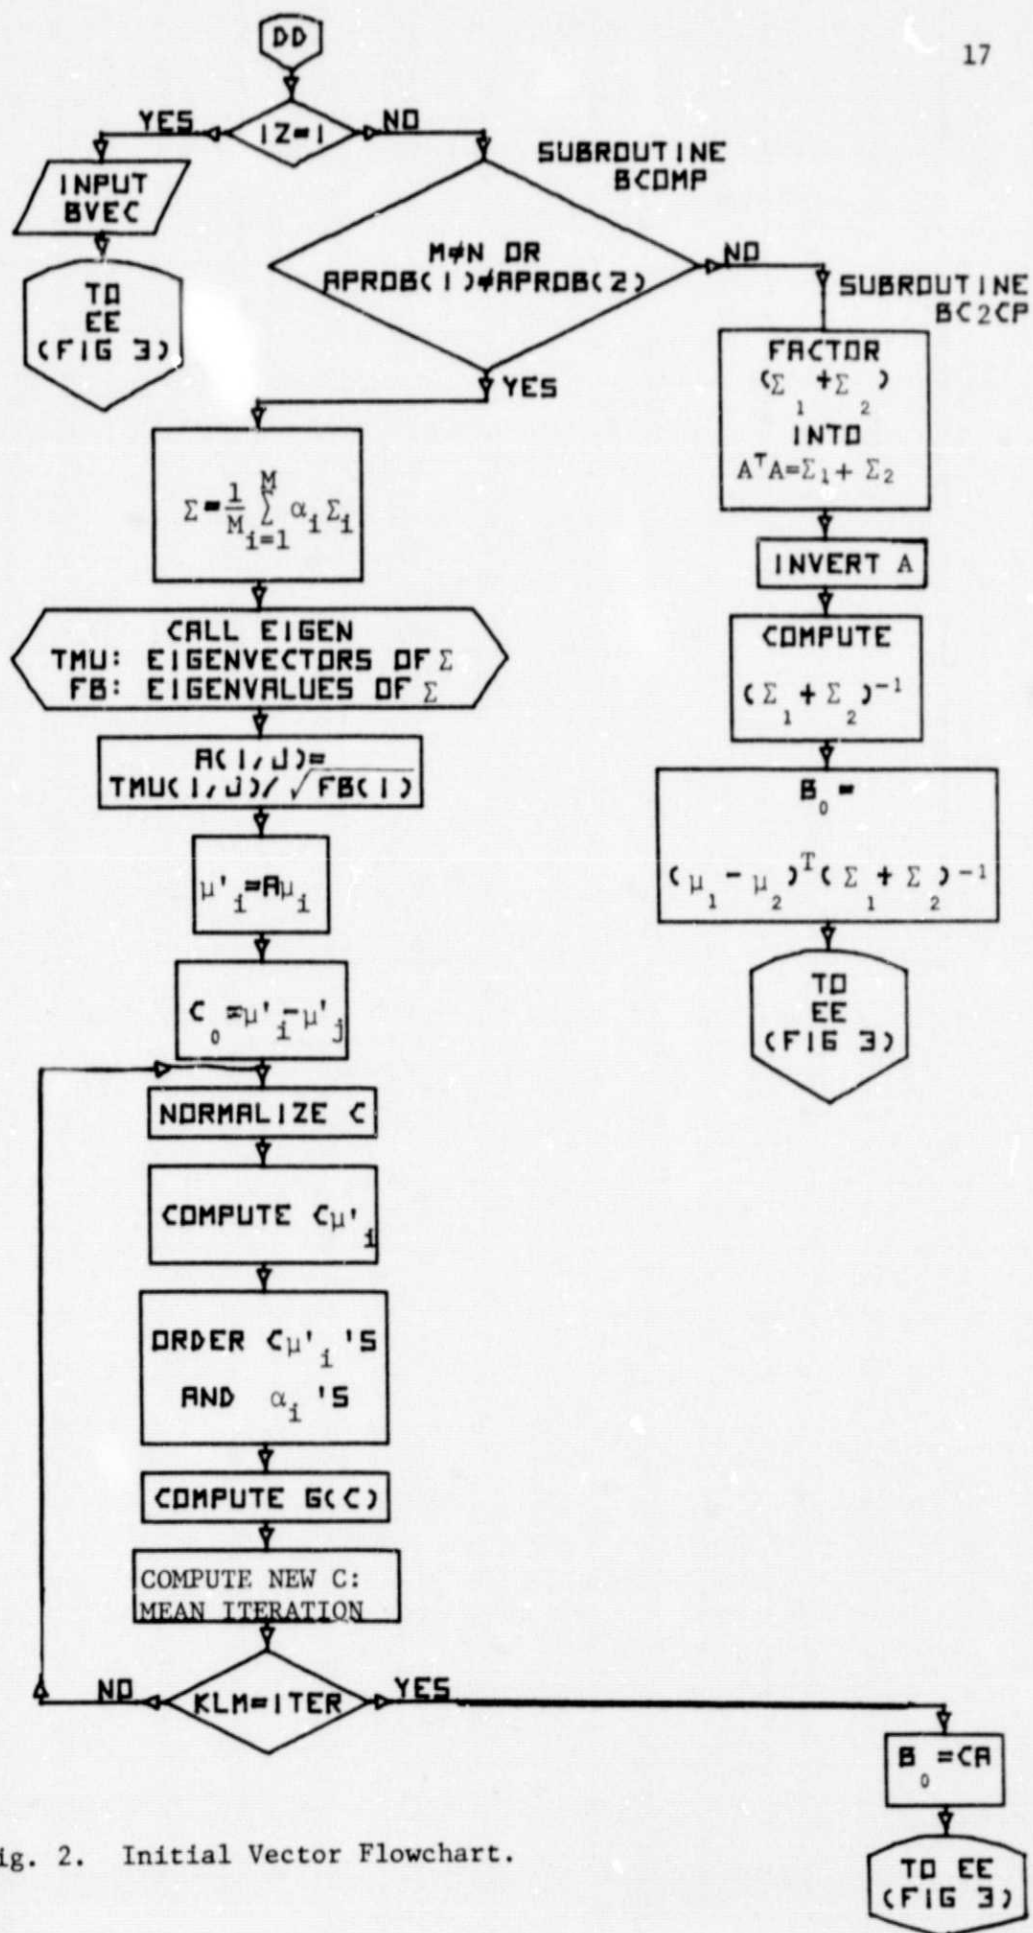 17
DD
IZ=1
YES
NO
INPUT
BVEC
TO
EE
(FIG 3)
SUBROUTINE
BCOMP
M≠N OR
APROB(1)≠APROB(2)
NO
YES
SUBROUTINE
BC2CP
FACTOR
(Σ₁+Σ₂)
INTO
AᵀA=Σ₁+Σ₂
INVERT A
COMPUTE
(Σ₁+Σ₂)⁻¹
B₀=
(μ₁-μ₂)ᵀ(Σ₁+Σ₂)⁻¹
TO
EE
(FIG 3)
Σ=1/M Σ_{i=1}^{M} αᵢΣᵢ
CALL EIGEN
TMU: EIGENVECTORS OF Σ
FB: EIGENVALUES OF Σ
A(I,J)=
TMU(I,J)/√FB(I)
μ'ᵢ=Aμᵢ
C₀=μ'ᵢ-μ'ⱼ
NORMALIZE C
COMPUTE Cμ'ᵢ
ORDER Cμ'ᵢ'S
AND αᵢ'S
COMPUTE G(C)
COMPUTE NEW C:
MEAN ITERATION
KLM=ITER
NO
YES
B₀=CA
TO EE
(FIG 3)
ig. 2. Initial Vector Flowchart.